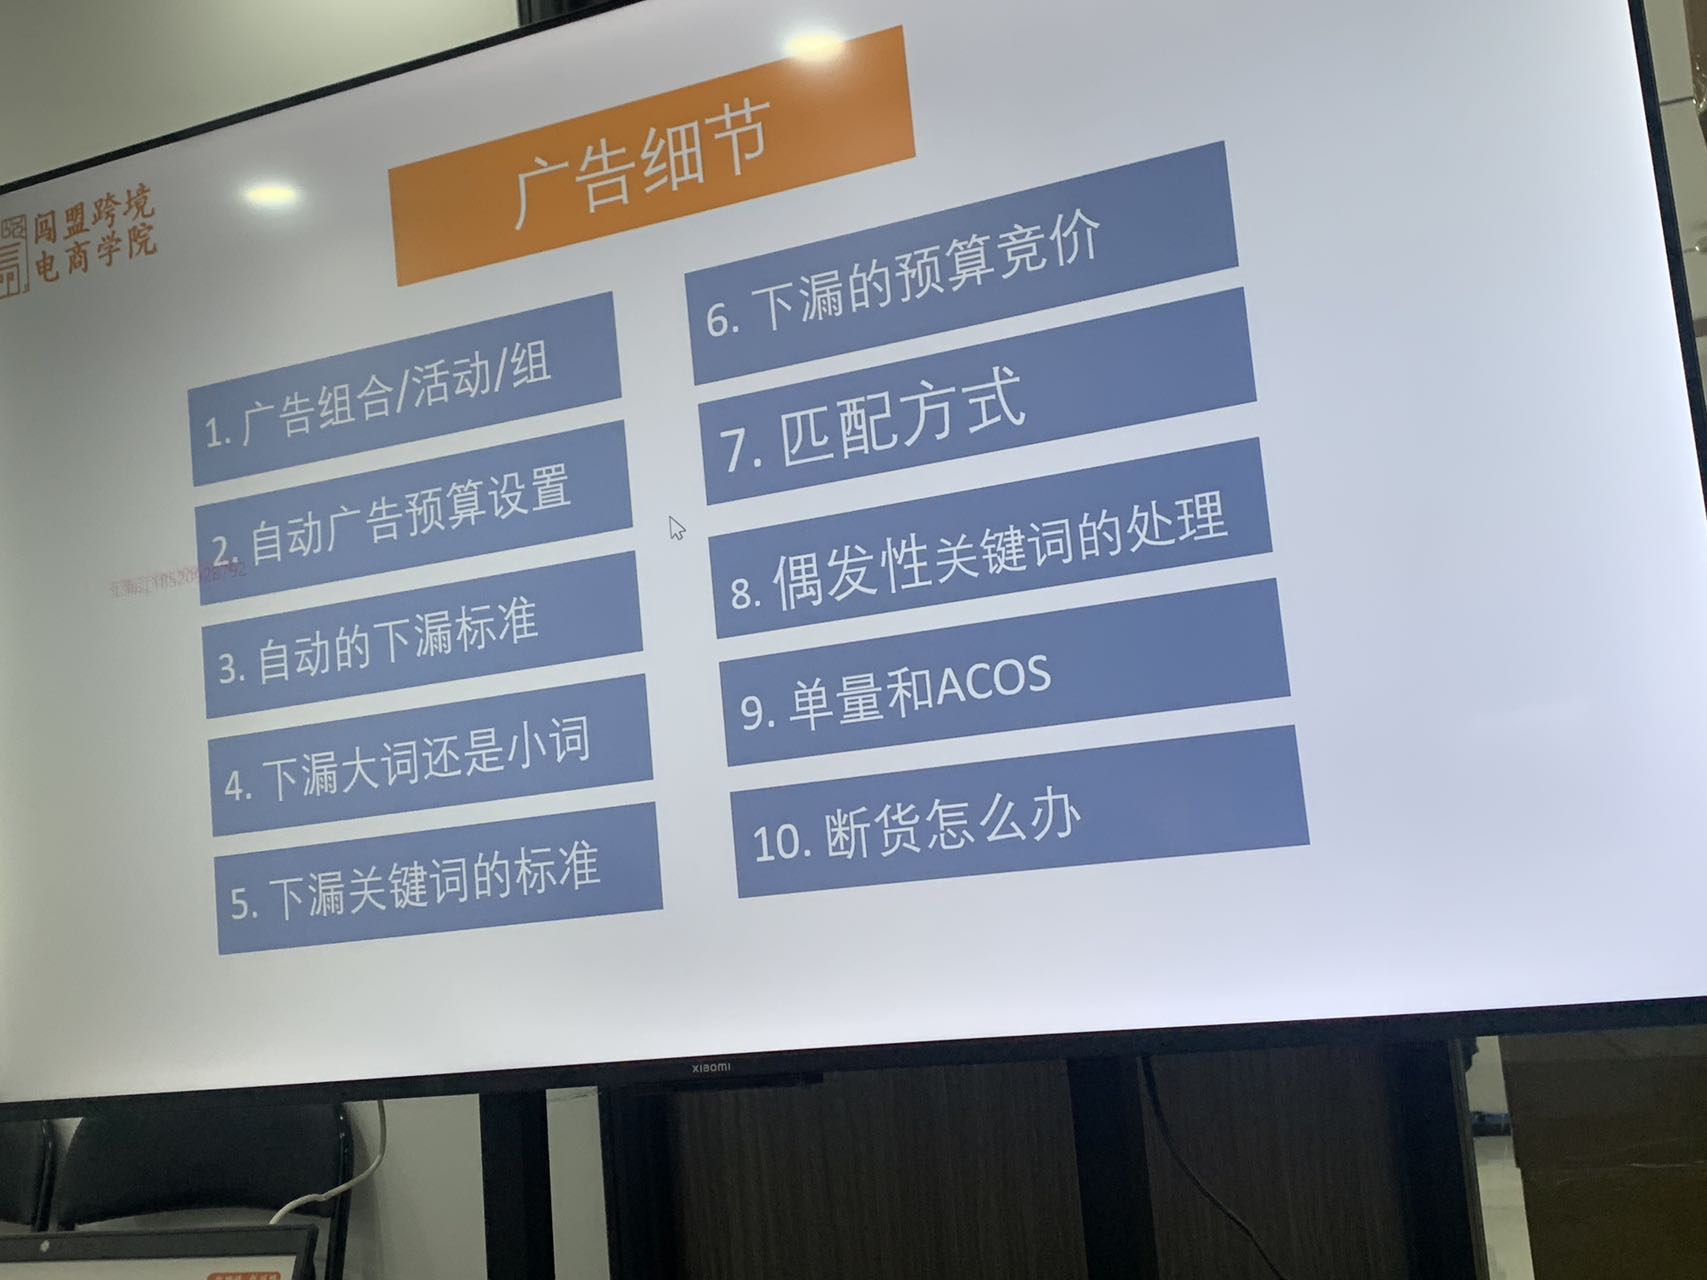 广告细节
闯盟跨境
电商学院
1. 广告组合/活动/组
2. 自动广告预算设置
3. 自动的下漏标准
4. 下漏大词还是小词
5. 下漏关键词的标准
6. 下漏的预算竞价
7. 匹配方式
8. 偶发性关键词的处理
9. 单量和ACOS
10. 断货怎么办
xiaomi